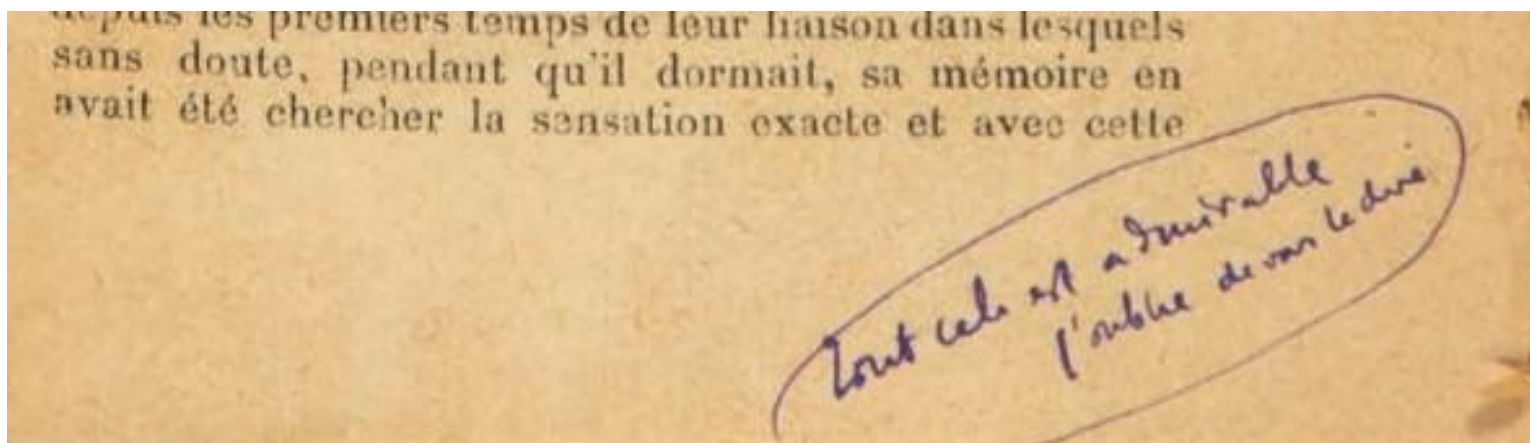 depuis les premiers temps de leur liaison dans lesquels
sans doute, pendant qu'il dormait, sa mémoire en
avait été chercher la sensation exacte et avec cette
Tout cela est admirable
j'oublie de vous le dire